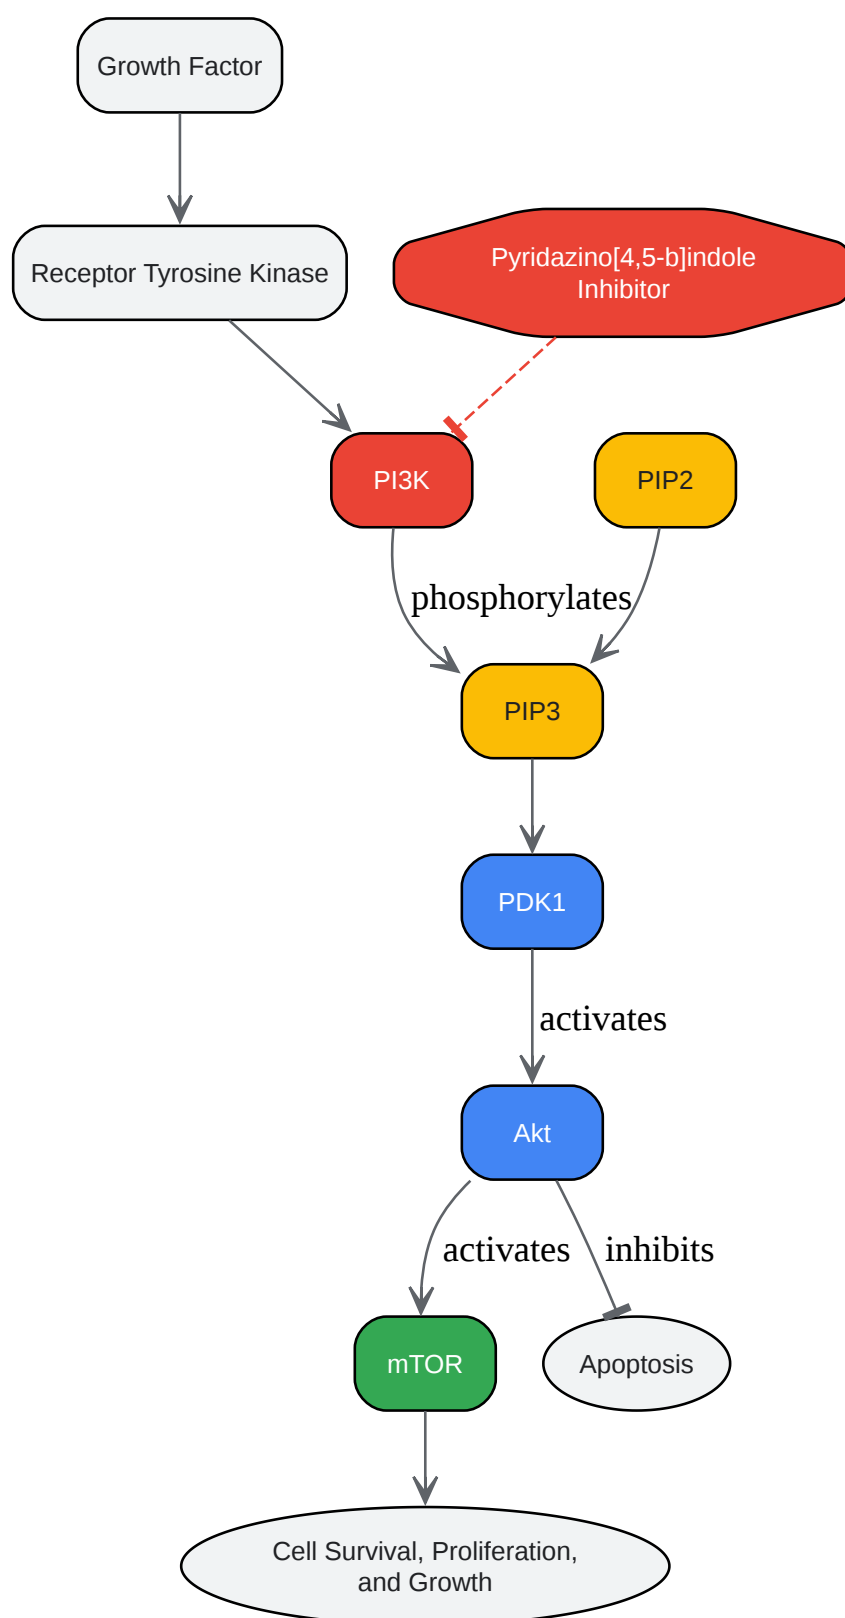 Growth Factor
Receptor Tyrosine Kinase
Pyridazino[4,5-b]indole
Inhibitor
PI3K
PIP2
phosphorylates
PIP3
PDK1
activates
Akt
activates
inhibits
mTOR
Apoptosis
Cell Survival, Proliferation,
and Growth